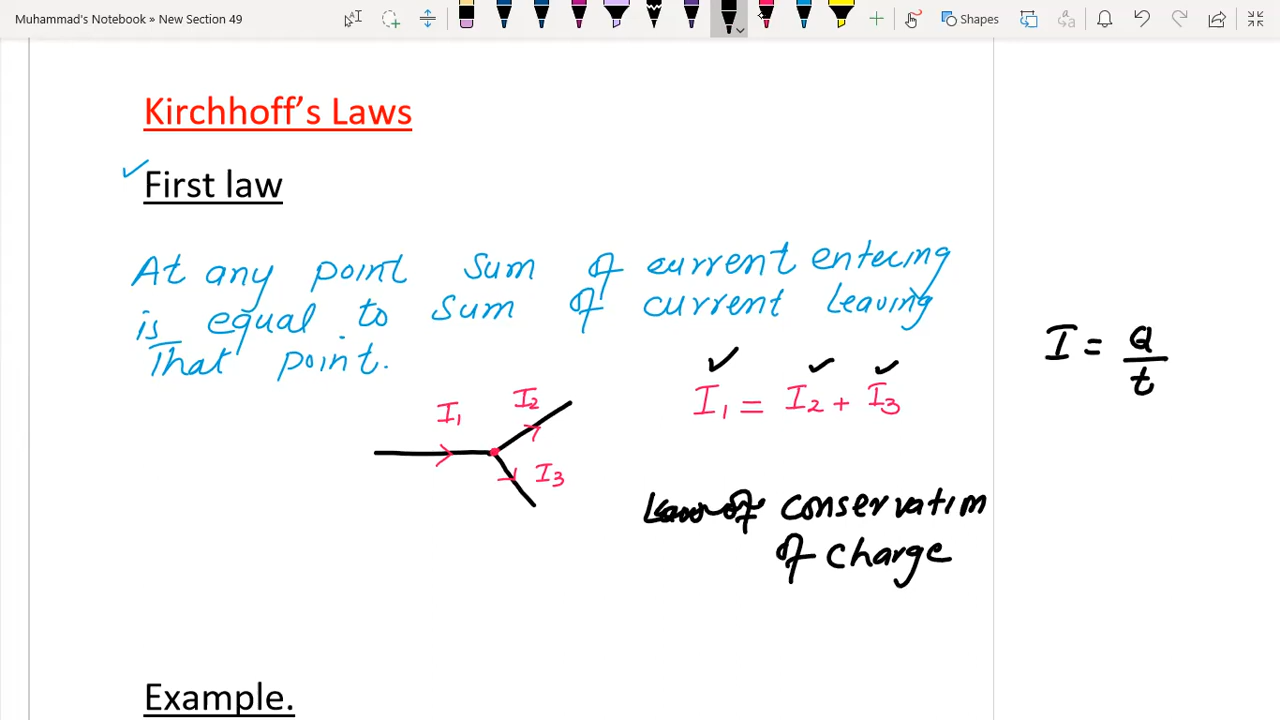 Muhammad's Notebook » New Section 49
Shapes
Kirchhoff's Laws
First law
At any point sum of current entering
is equal to sum of current leaving
That point.
I = Q/t
I1 = I2 + I3
I1
I2
I3
Law of conservation
of charge
Example.